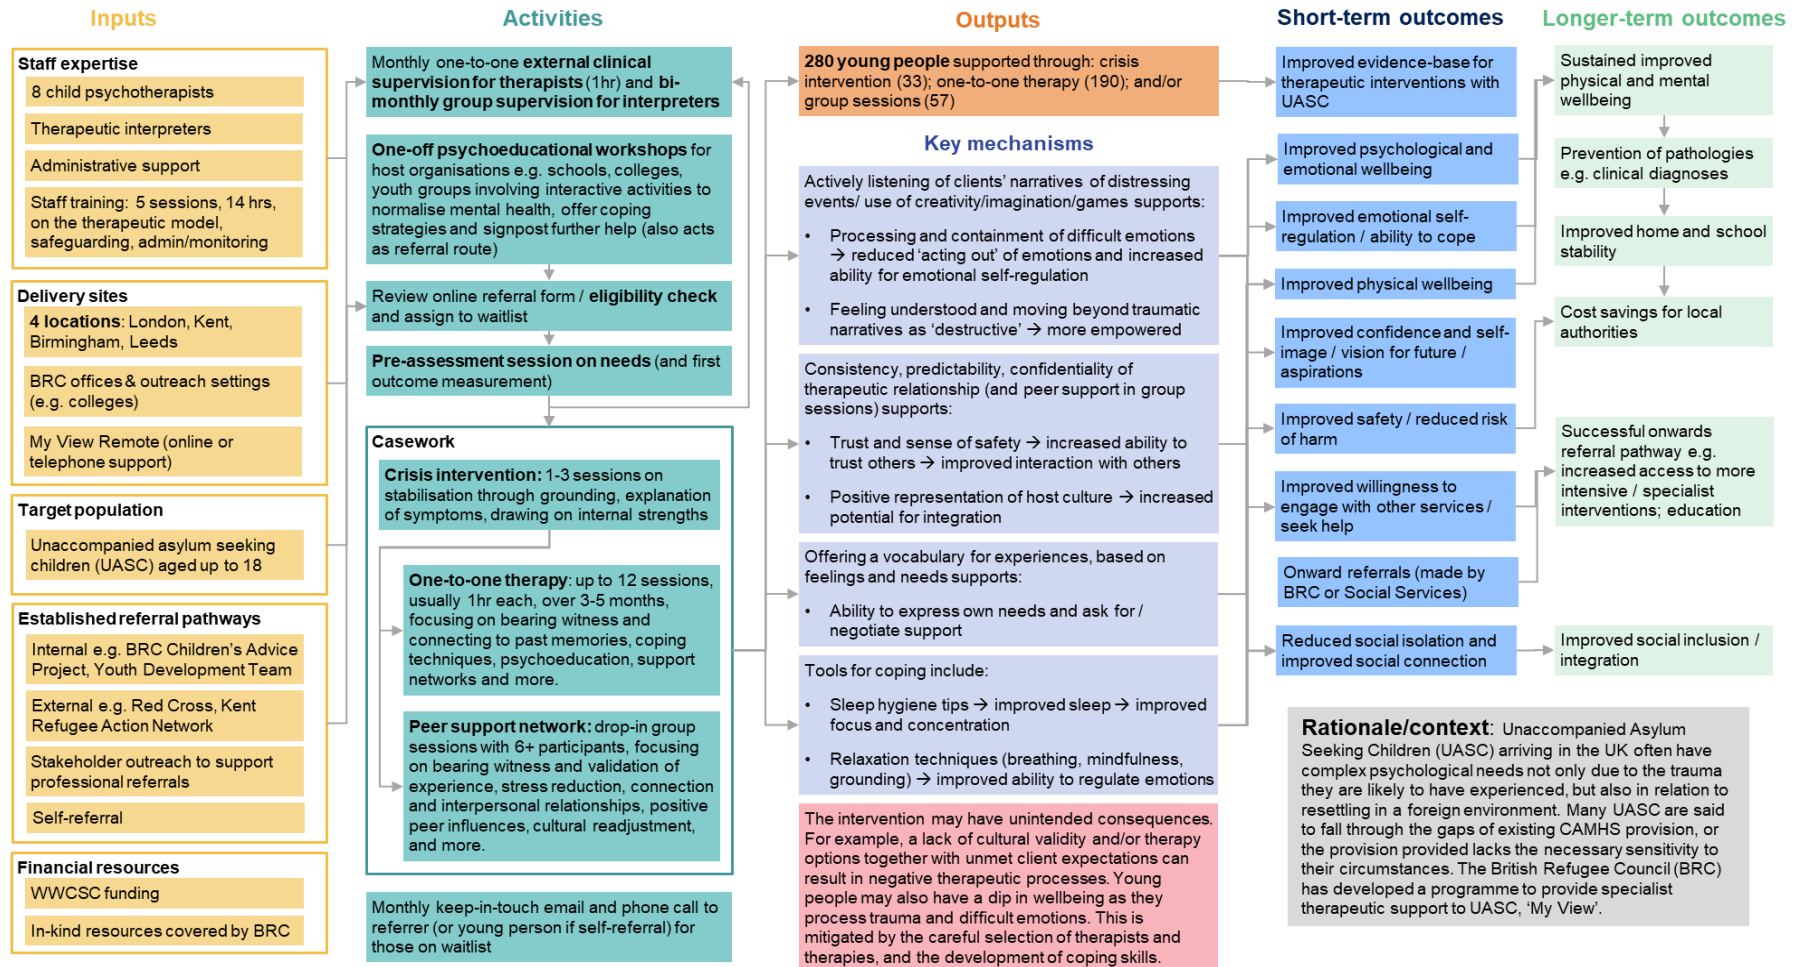 Inputs
Activities
Outputs
Short-term outcomes
Longer-term outcomes
Staff expertise
8 child psychotherapists
Therapeutic interpreters
Administrative support
Staff training: 5 sessions, 14 hrs,
on the therapeutic model,
safeguarding, admin/monitoring
Delivery sites
4 locations: London, Kent,
Birmingham, Leeds
BRC offices & outreach settings
(e.g. colleges)
My View Remote (online or
telephone support)
Target population
Unaccompanied asylum seeking
children (UASC) aged up to 18
Established referral pathways
Internal e.g. BRC Children’s Advice
Project, Youth Development Team
External e.g. Red Cross, Kent
Refugee Action Network
Stakeholder outreach to support
professional referrals
Self-referral
Financial resources
WWCSC funding
In-kind resources covered by BRC
Monthly one-to-one external clinical
supervision for therapists (1hr) and bi-
monthly group supervision for interpreters
One-off psychoeducational workshops for
host organisations e.g. schools, colleges,
youth groups involving interactive activities to
normalise mental health, offer coping
strategies and signpost further help (also acts
as referral route)
Review online referral form / eligibility check
and assign to waitlist
Pre-assessment session on needs (and first
outcome measurement)
Casework
Crisis intervention: 1-3 sessions on
stabilisation through grounding, explanation
of symptoms, drawing on internal strengths
One-to-one therapy: up to 12 sessions,
usually 1hr each, over 3-5 months,
focusing on bearing witness and
connecting to past memories, coping
techniques, psychoeducation, support
networks and more.
Peer support network: drop-in group
sessions with 6+ participants, focusing
on bearing witness and validation of
experience, stress reduction, connection
and interpersonal relationships, positive
peer influences, cultural readjustment,
and more.
Monthly keep-in-touch email and phone call to
referrer (or young person if self-referral) for
those on waitlist
280 young people supported through: crisis
intervention (33); one-to-one therapy (190); and/or
group sessions (57)
Key mechanisms
Actively listening of clients’ narratives of distressing
events/ use of creativity/imagination/games supports:
• Processing and containment of difficult emotions
→ reduced ‘acting out’ of emotions and increased
ability for emotional self-regulation
• Feeling understood and moving beyond traumatic
narratives as ‘destructive’ → more empowered
Consistency, predictability, confidentiality of
therapeutic relationship (and peer support in group
sessions) supports:
• Trust and sense of safety → increased ability to
trust others → improved interaction with others
• Positive representation of host culture → increased
potential for integration
Offering a vocabulary for experiences, based on
feelings and needs supports:
• Ability to express own needs and ask for /
negotiate support
Tools for coping include:
• Sleep hygiene tips → improved sleep → improved
focus and concentration
• Relaxation techniques (breathing, mindfulness,
grounding) → improved ability to regulate emotions
The intervention may have unintended consequences.
For example, a lack of cultural validity and/or therapy
options together with unmet client expectations can
result in negative therapeutic processes. Young
people may also have a dip in wellbeing as they
process trauma and difficult emotions. This is
mitigated by the careful selection of therapists and
therapies, and the development of coping skills.
Improved evidence-base for
therapeutic interventions with
UASC
Improved psychological and
emotional wellbeing
Improved emotional self-
regulation / ability to cope
Improved physical wellbeing
Improved confidence and self-
image / vision for future /
aspirations
Improved safety / reduced risk
of harm
Improved willingness to
engage with other services /
seek help
Onward referrals (made by
BRC or Social Services)
Reduced social isolation and
improved social connection
Sustained improved
physical and mental
wellbeing
Prevention of pathologies
e.g. clinical diagnoses
Improved home and school
stability
Cost savings for local
authorities
Successful onwards
referral pathway e.g.
increased access to more
intensive / specialist
interventions; education
Improved social inclusion /
integration
Rationale/context: Unaccompanied Asylum
Seeking Children (UASC) arriving in the UK often have
complex psychological needs not only due to the trauma
they are likely to have experienced, but also in relation to
resettling in a foreign environment. Many UASC are said
to fall through the gaps of existing CAMHS provision, or
the provision provided lacks the necessary sensitivity to
their circumstances. The British Refugee Council (BRC)
has developed a programme to provide specialist
therapeutic support to UASC, ‘My View’.